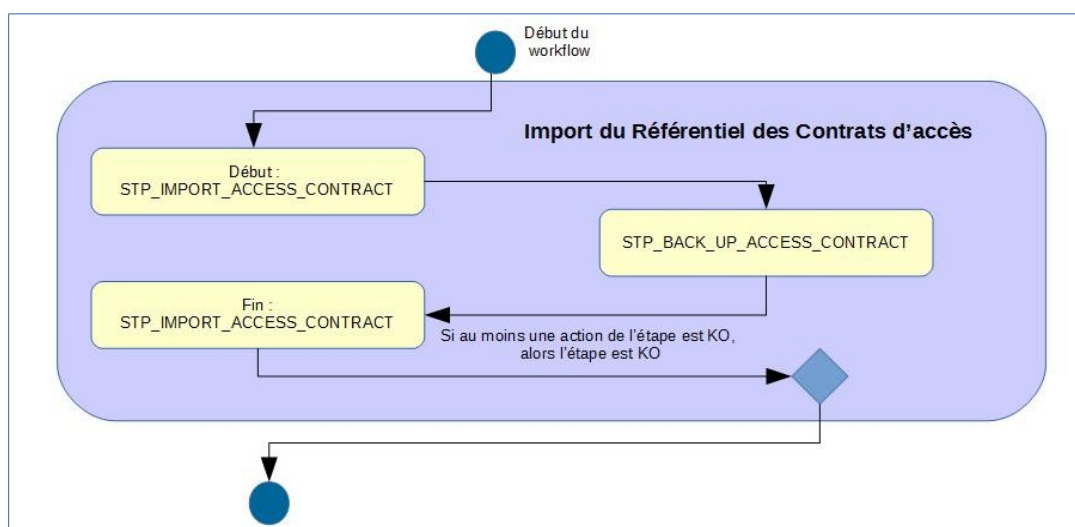 Début du
workflow
Import du Référentiel des Contrats d'accès
Début :
STP_IMPORT_ACCESS_CONTRACT
STP_BACK_UP_ACCESS_CONTRACT
Fin :
STP_IMPORT_ACCESS_CONTRACT
Si au moins une action de l'étape est KO,
alors l'étape est KO